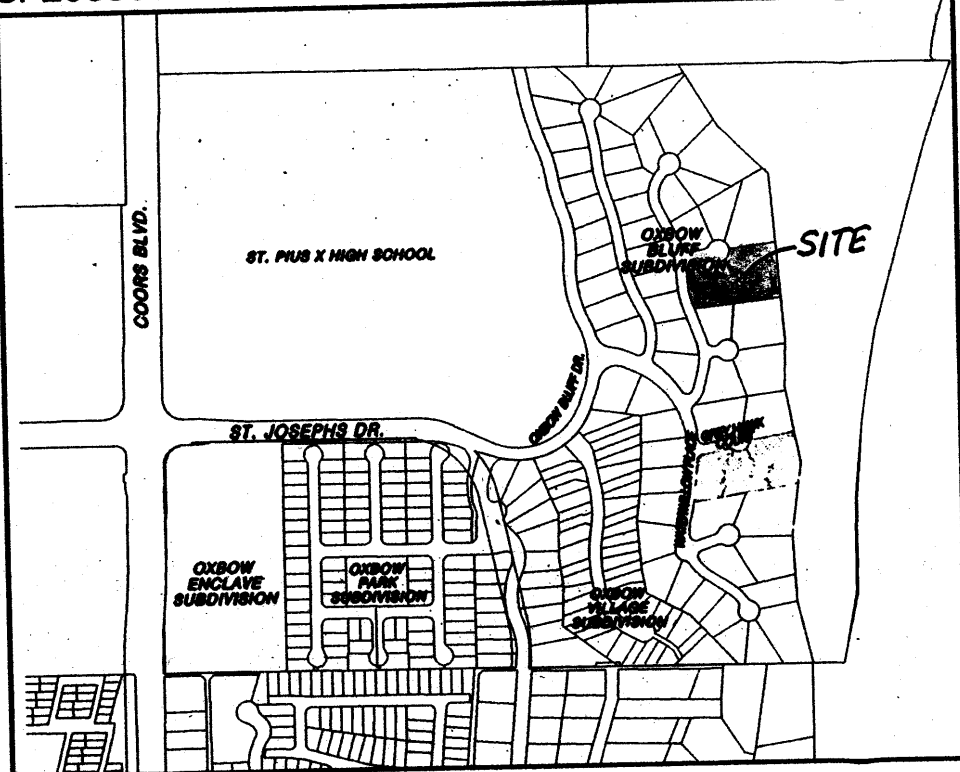 COORS BLVD.
ST. PIUS X HIGH SCHOOL
OXBOW
BLUFF
SUBDIVISION
SITE
OXBOW BLUFF DR.
ST. JOSEPHS DR.
OXBOW
ENCLAVE
SUBDIVISION
OXBOW
PARK
SUBDIVISION
OXBOW
VILLAGE
SUBDIVISION